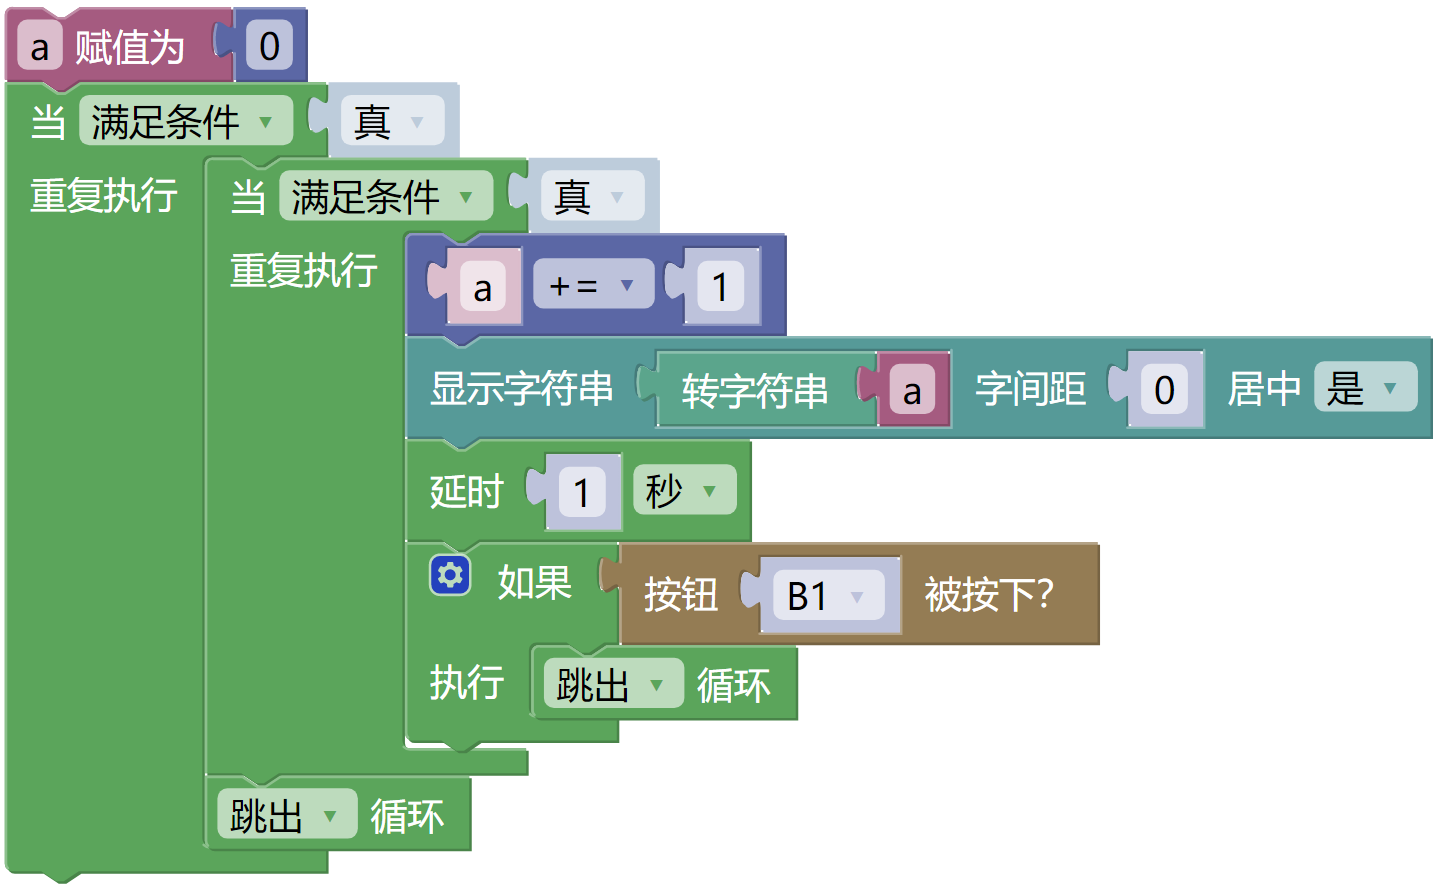 a 赋值为 0
当 满足条件 真
重复执行 当 满足条件 真
重复执行 a += 1
显示字符串 转字符串 a 字间距 0 居中 是
延时 1 秒
如果 按钮 B1 被按下?
执行 跳出 循环
跳出 循环